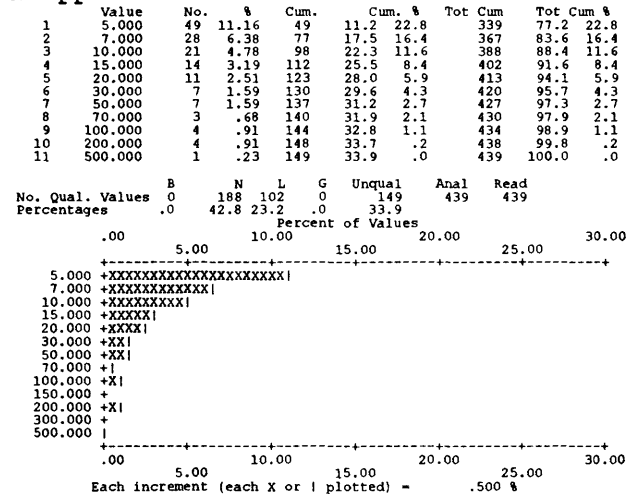 Value No. % Cum. Cum. % Tot Cum Tot Cum %
1 5.000 49 11.16 49 11.2 22.8 339 77.2 22.8
2 7.000 28 6.38 77 17.5 16.4 367 83.6 16.4
3 10.000 21 4.78 98 22.3 11.6 388 88.4 11.6
4 15.000 14 3.19 112 25.5 8.4 402 91.6 8.4
5 20.000 11 2.51 123 28.0 5.9 413 94.1 5.9
6 30.000 7 1.59 130 29.6 4.3 420 95.7 4.3
7 50.000 7 1.59 137 31.2 2.7 427 97.3 2.7
8 70.000 3 .68 140 31.9 2.1 430 97.9 2.1
9 100.000 4 .91 144 32.8 1.1 434 98.9 1.1
10 200.000 4 .91 148 33.7 .2 438 99.8 .2
11 500.000 1 .23 149 33.9 .0 439 100.0 .0
B N L G Unqual Anal Read
No. Qual. Values 0 188 102 0 149 439 439
Percentages .0 42.8 23.2 .0 33.9
Percent of Values
.00 10.00 20.00 30.00
5.00 15.00 25.00
+---------+---------+---------+---------+---------+---------+
5.000 +XXXXXXXXXXXXXXXXXXXXX|
7.000 +XXXXXXXXXXXX|
10.000 +XXXXXXXXX|
15.000 +XXXXX|
20.000 +XXXX|
30.000 +XX|
50.000 +XX|
70.000 +|
100.000 +X|
150.000 +
200.000 +X|
300.000 +
500.000 |
+---------+---------+---------+---------+---------+---------+
.00 10.00 20.00 30.00
5.00 15.00 25.00
Each increment (each X or | plotted) = .500 %